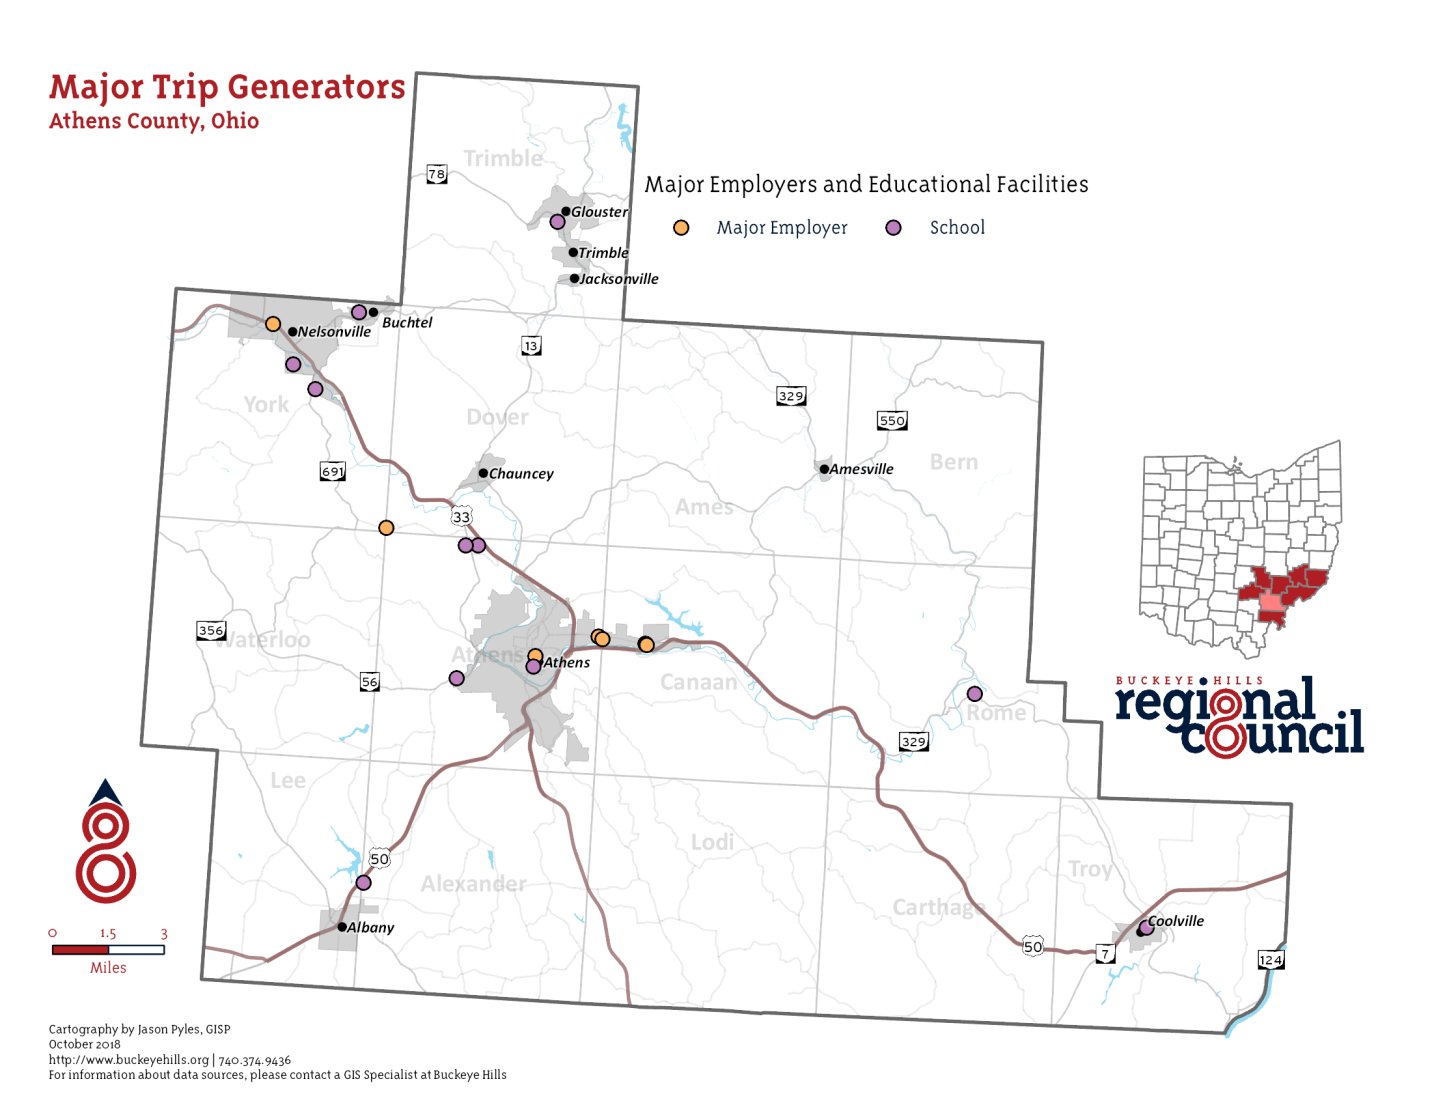 Major Trip Generators
Athens County, Ohio
Major Employers and Educational Facilities
Major Employer
School
Trimble
78
Glouster
Trimble
Jacksonville
Nelsonville
Buchtel
13
York
Dover
329
550
691
Chauncey
Amesville
Bern
Ames
33
356
Waterloo
Athens
Athens
56
Canaan
Rome
329
BUCKEYE HILLS
regional
council
Lee
Lodi
50
Alexander
Troy
Carthage
Albany
Coolville
50
7
124
0 1.5 3
Miles
Cartography by Jason Pyles, GISP
October 2018
http://www.buckeyehills.org | 740.374.9436
For information about data sources, please contact a GIS Specialist at Buckeye Hills